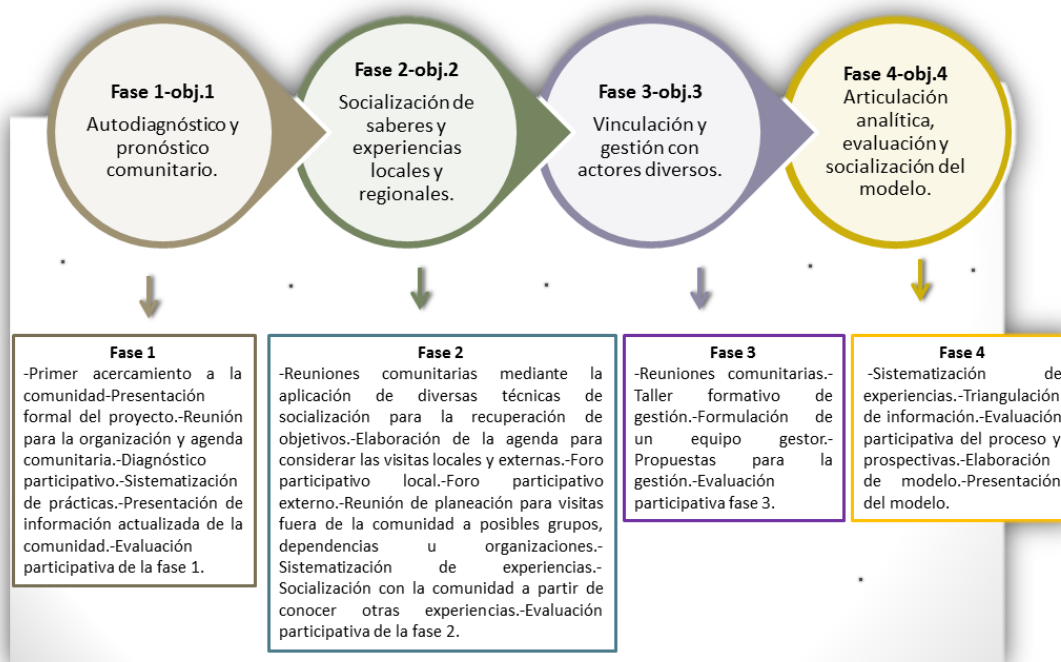 Fase 1-obj.1
Autodiagnóstico y
pronóstico
comunitario.
Fase 2-obj.2
Socialización de
saberes y
experiencias
locales y
regionales.
Fase 3-obj.3
Vinculación y
gestión con
actores diversos.
Fase 4-obj.4
Articulación
analítica,
evaluación y
socialización del
modelo.
Fase 1
-Primer acercamiento a la
comunidad-Presentación
formal del proyecto.-Reunión
para la organización y agenda
comunitaria.-Diagnóstico
participativo.-Sistematización
de prácticas.-Presentación de
información actualizada de la
comunidad.-Evaluación
participativa de la fase 1.
Fase 2
-Reuniones comunitarias mediante la
aplicación de diversas técnicas de
socialización para la recuperación de
objetivos.-Elaboración de la agenda para
considerar las visitas locales y externas.-Foro
participativo local.-Foro participativo
externo.-Reunión de planeación para visitas
fuera de la comunidad a posibles grupos,
dependencias u organizaciones.-
Sistematización de experiencias.-
Socialización con la comunidad a partir de
conocer otras experiencias.-Evaluación
participativa de la fase 2.
Fase 3
-Reuniones comunitarias.-
Taller formativo de
gestión.-Formulación de
un equipo gestor.-
Propuestas para la
gestión.-Evaluación
participativa fase 3.
Fase 4
-Sistematización de
experiencias.-Triangulación
de información.-Evaluación
participativa del proceso y
prospectivas.-Elaboración
de modelo.-Presentación
del modelo.